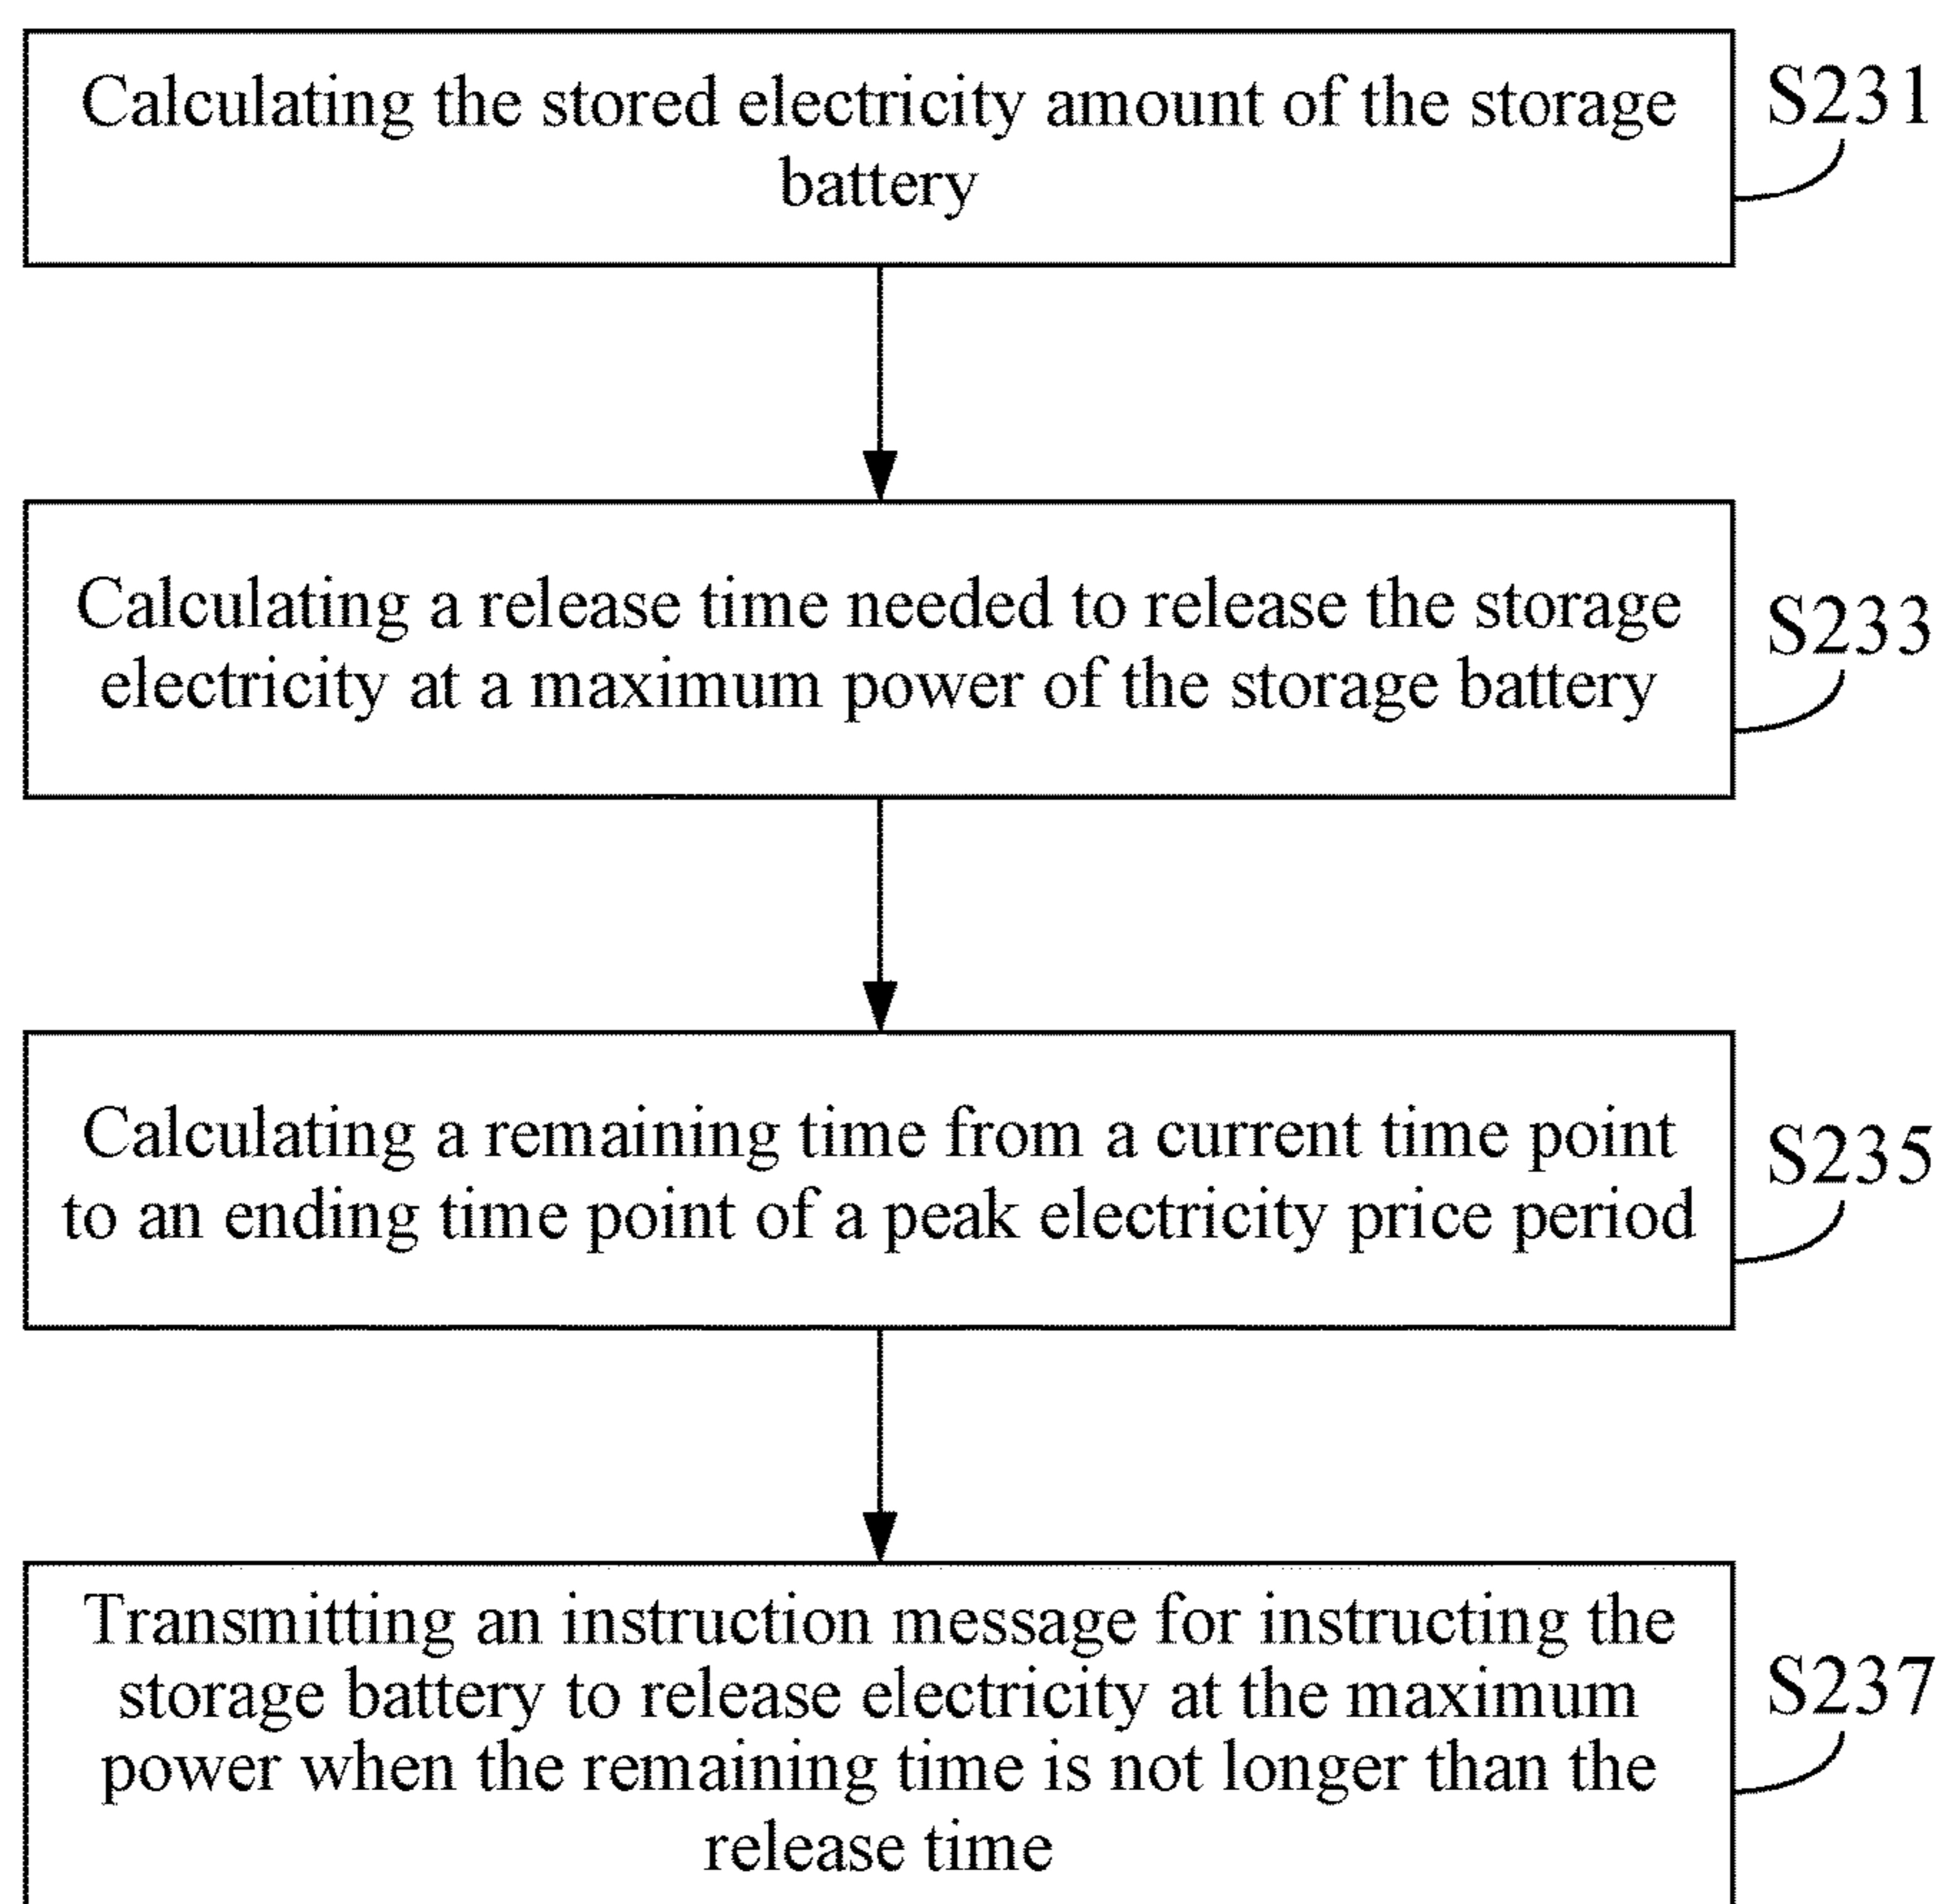 Calculating the stored electricity amount of the storage
battery
S231
Calculating a release time needed to release the storage
electricity at a maximum power of the storage battery
S233
Calculating a remaining time from a current time point
to an ending time point of a peak electricity price period
S235
Transmitting an instruction message for instructing the
storage battery to release electricity at the maximum
power when the remaining time is not longer than the
release time
S237